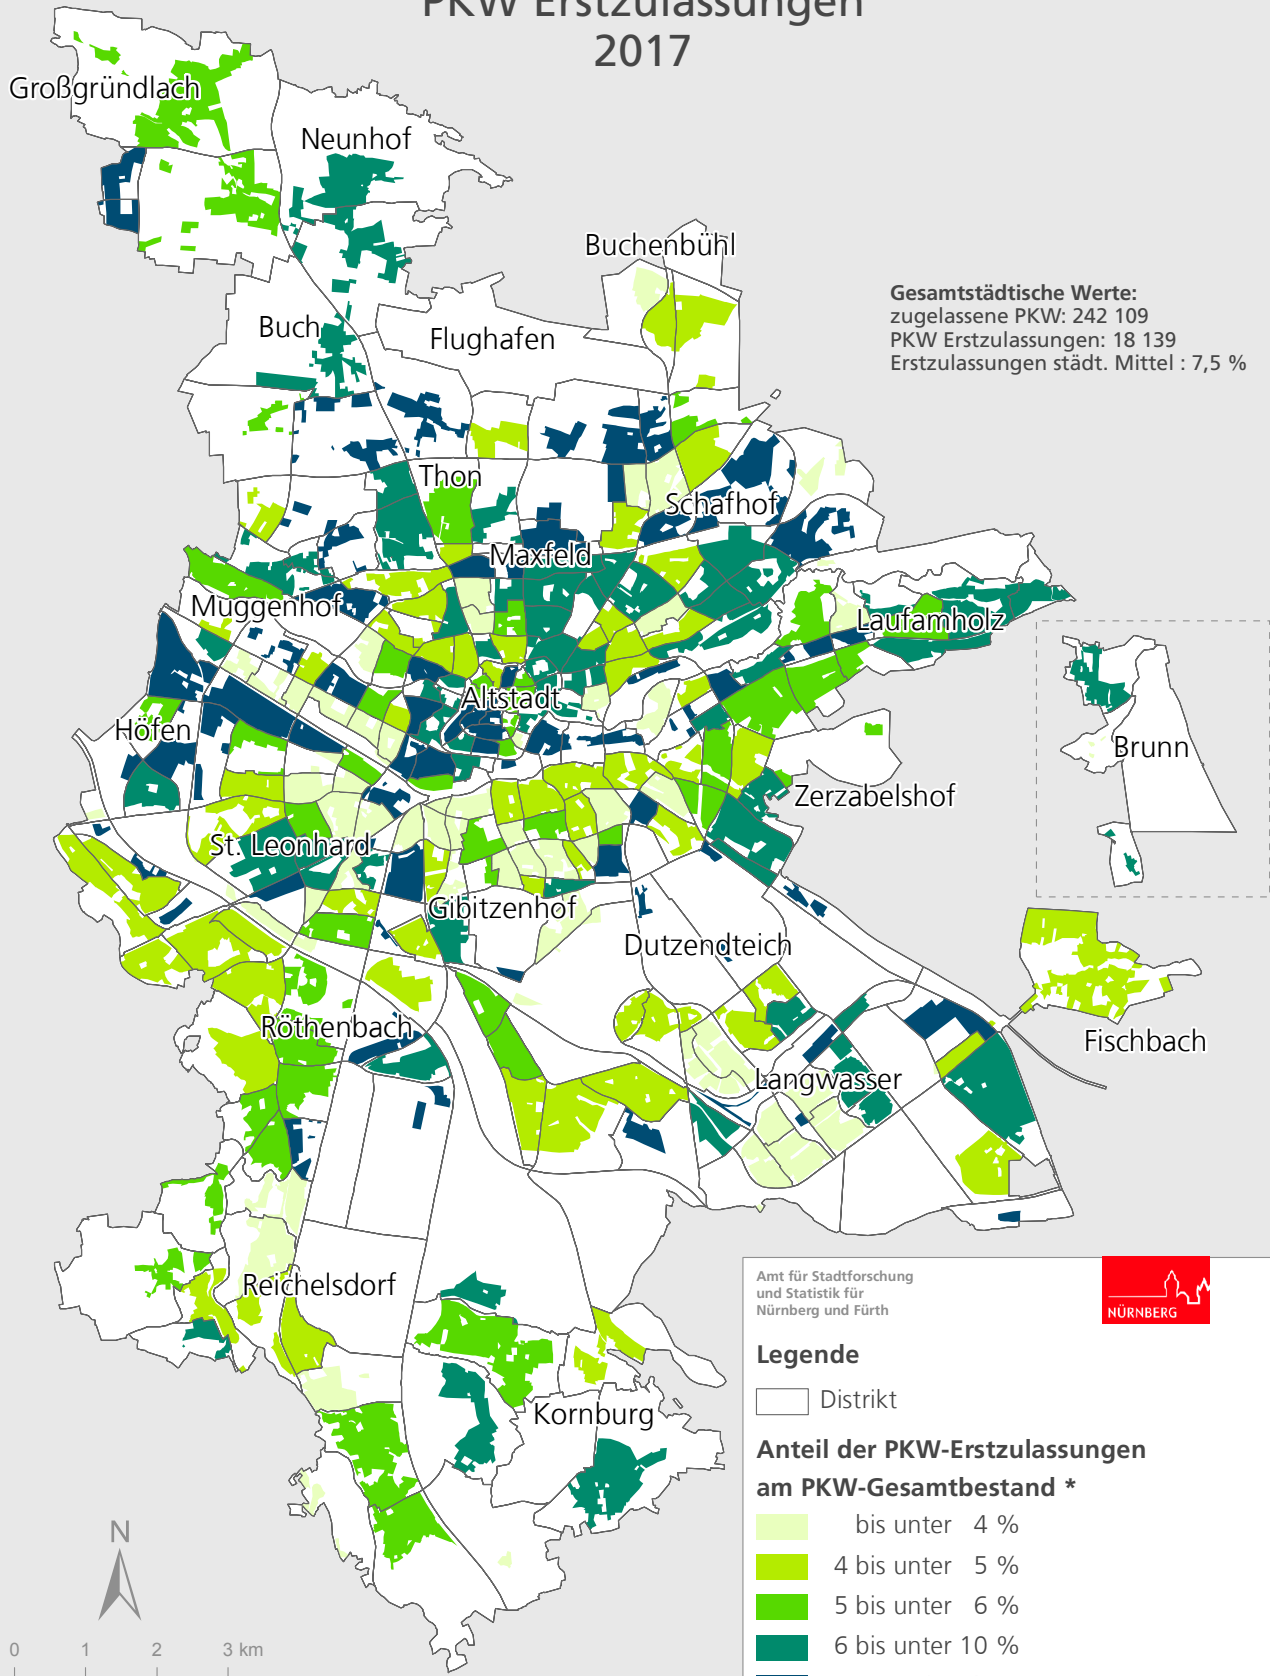 PKW Erstzulassungen
2017
Großgründlach
Neunhof
Buchenbühl
Gesamtstädtische Werte:
zugelassene PKW: 242 109
PKW Erstzulassungen: 18 139
Erstzulassungen städt. Mittel : 7,5 %
Buch
Flughafen
Thon
Schafhof
Maxfeld
Muggenhof
Laufamholz
Altstadt
Höfen
Brunn
Zerzabelshof
St. Leonhard
Gibitzenhof
Dutzendteich
Röthenbach
Fischbach
Langwasser
Reichelsdorf
Kornburg
Amt für Stadtforschung
und Statistik für
Nürnberg und Fürth
NÜRNBERG
Legende
Distrikt
Anteil der PKW-Erstzulassungen
am PKW-Gesamtbestand *
bis unter 4 %
4 bis unter 5 %
5 bis unter 6 %
6 bis unter 10 %
N
0 1 2 3 km